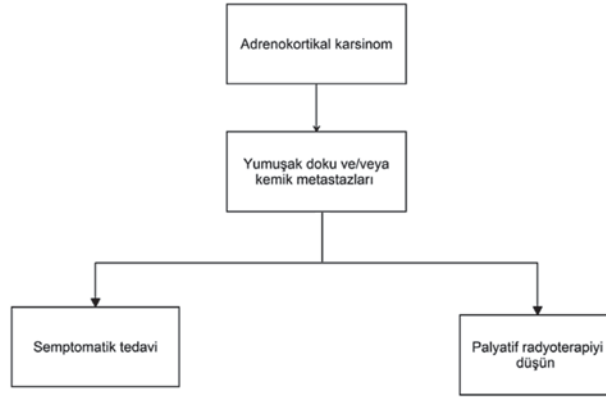 Adrenokortikal karsinom
Yumuşak doku ve/veya
kemik metastazları
Semptomatik tedavi
Palyatif radyoterapiyi
düşün